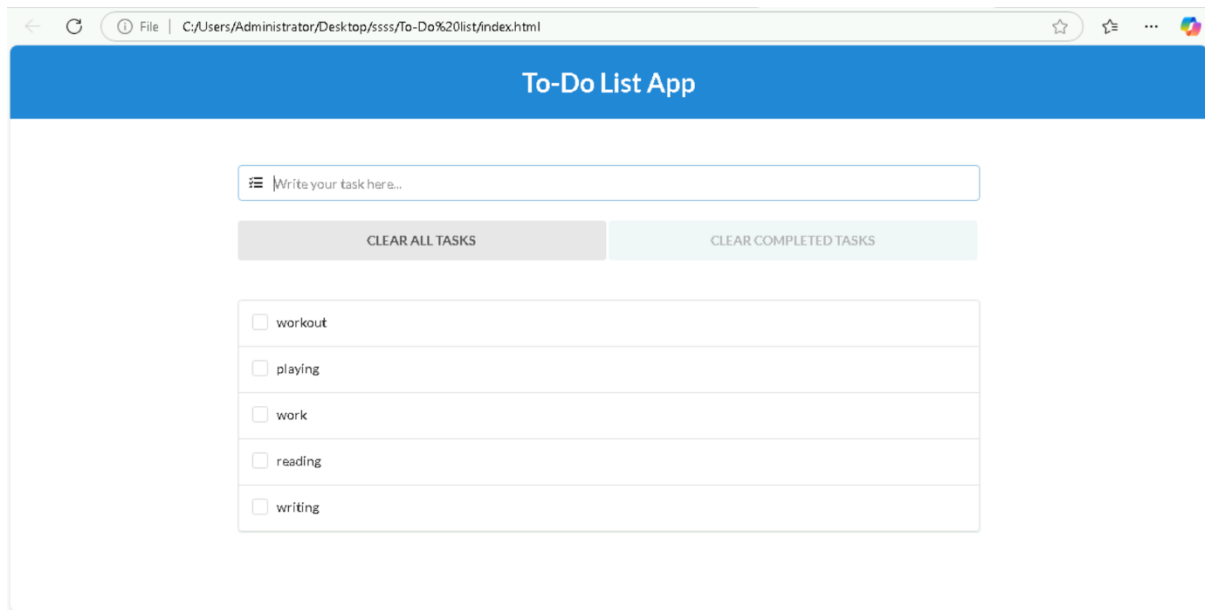 File | C:/Users/Administrator/Desktop/ssss/To-Do%20list/index.html
To-Do List App
Write your task here...
CLEAR ALL TASKS CLEAR COMPLETED TASKS
workout
playing
work
reading
writing